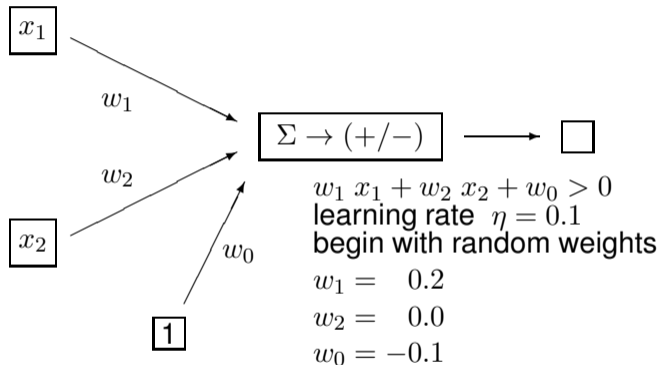 x₁
w₁
Σ → (+/−)
w₂
w₁ x₁ + w₂ x₂ + w₀ > 0
learning rate η = 0.1
x₂
begin with random weights
w₀
w₁ = 0.2
w₂ = 0.0
1
w₀ = −0.1